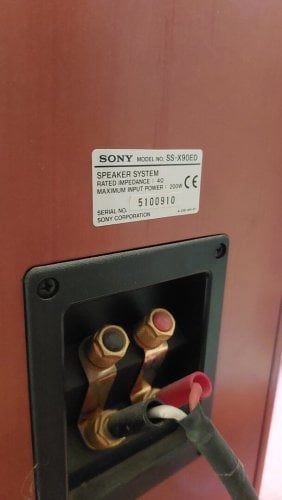 SONY MODEL NO. SS-X90ED
SPEAKER SYSTEM
RATED IMPEDANCE : 4Ω
MAXIMUM INPUT POWER : 200W CE
SERIAL NO. 5100910
SONY CORPORATION